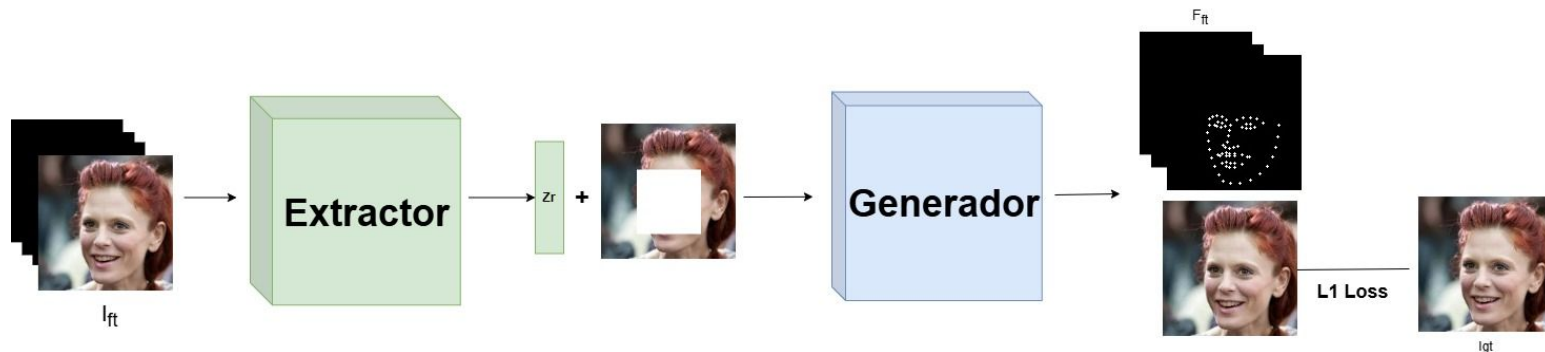 I_ft
Extractor
zr
+
Generador
F_ft
L1 Loss
Igt